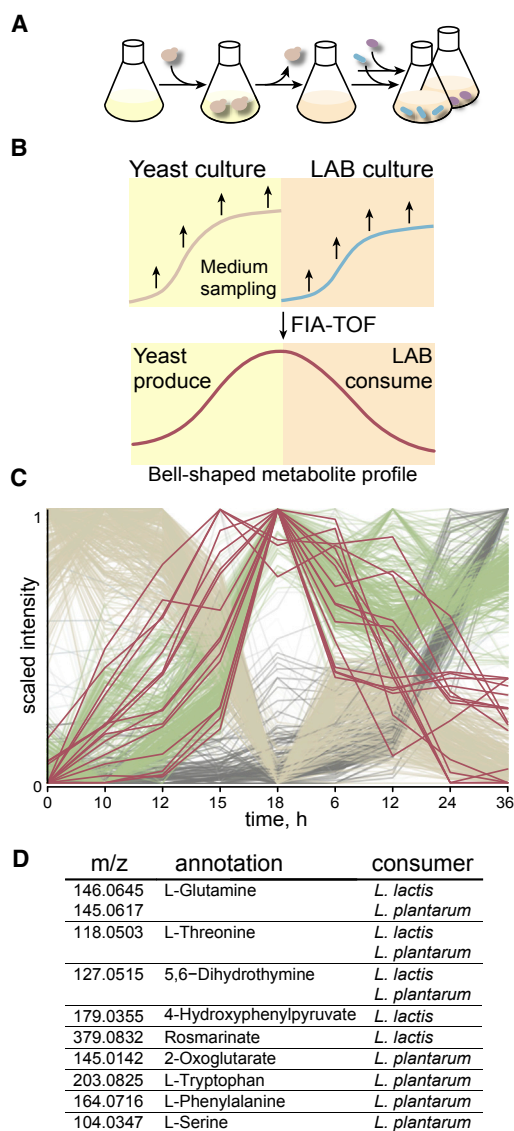 A
B
Yeast culture LAB culture
Medium
sampling
FIA-TOF
Yeast
produce
LAB
consume
Bell-shaped metabolite profile
C
1
scaled intensity
0
0 10 12 15 18 6 12 24 36
time, h
D
m/z annotation consumer
146.0645 L-Glutamine L. lactis
145.0617 L. plantarum
118.0503 L-Threonine L. lactis
L. plantarum
127.0515 5,6−Dihydrothymine L. lactis
L. plantarum
179.0355 4-Hydroxyphenylpyruvate L. lactis
379.0832 Rosmarinate L. lactis
145.0142 2-Oxoglutarate L. plantarum
203.0825 L-Tryptophan L. plantarum
164.0716 L-Phenylalanine L. plantarum
104.0347 L-Serine L. plantarum